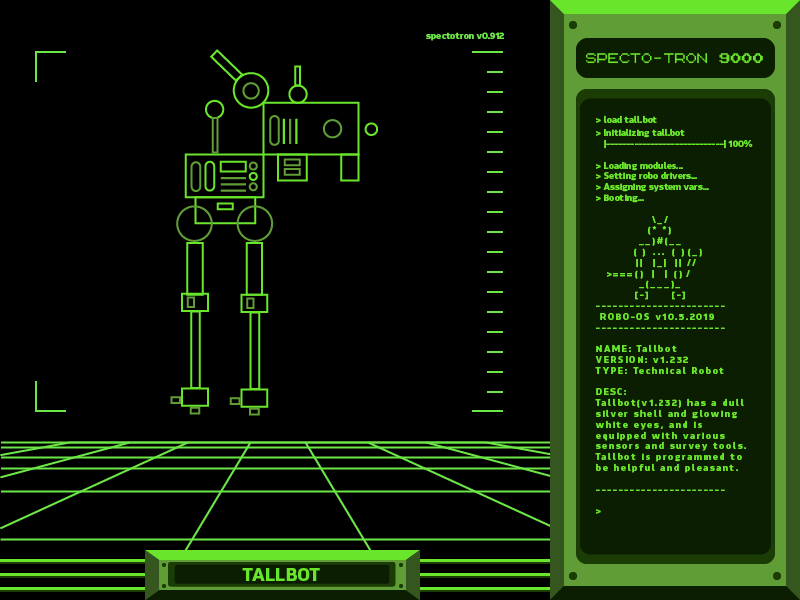 spectotron v0.912
SPECTO-TRON 9000
> load tall.bot
> Initializing tall.bot
|----------------------------| 100%
> Loading modules...
> Setting robo drivers...
> Assigning system vars...
> Booting...
\_/
(* *)
__)#(__
( ) ... ( ) (_)
|| |_| || //
>===() | | () /
_(___)_
[-] [-]
-----------------------
ROBO-OS v10.5.2019
-----------------------
NAME: Tallbot
VERSION: v1.232
TYPE: Technical Robot
DESC:
Tallbot(v1.232) has a dull
silver shell and glowing
white eyes, and is
equipped with various
sensors and survey tools.
Tallbot is programmed to
be helpful and pleasant.
-----------------------
>
TALLBOT